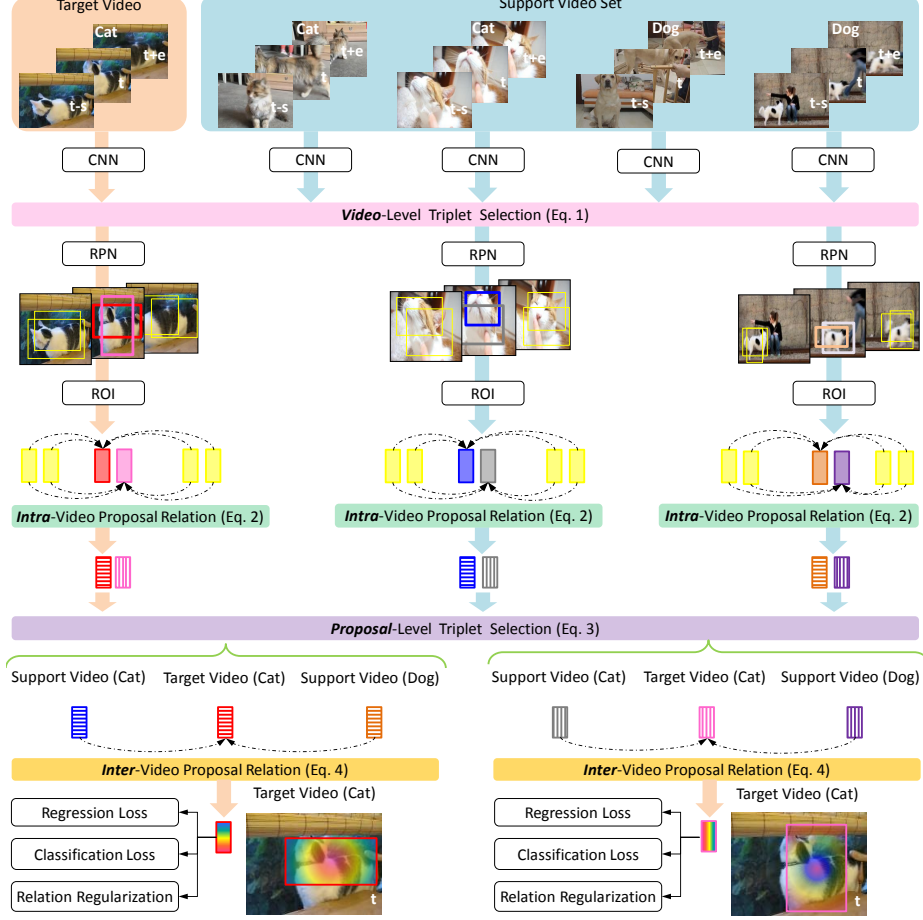 Target Video
Support Video Set
Cat
t+e
t
t-s
Cat
t+e
t
t-s
Cat
t+e
t
t-s
Dog
t+e
t
t-s
Dog
t+e
t
t-s
CNN
CNN
CNN
CNN
CNN
Video-Level Triplet Selection (Eq. 1)
RPN
RPN
RPN
ROI
ROI
ROI
Intra-Video Proposal Relation (Eq. 2)
Intra-Video Proposal Relation (Eq. 2)
Intra-Video Proposal Relation (Eq. 2)
Proposal-Level Triplet Selection (Eq. 3)
Support Video (Cat)
Target Video (Cat)
Support Video (Dog)
Support Video (Cat)
Target Video (Cat)
Support Video (Dog)
Inter-Video Proposal Relation (Eq. 4)
Inter-Video Proposal Relation (Eq. 4)
Target Video (Cat)
Regression Loss
Classification Loss
Relation Regularization
t
Target Video (Cat)
Regression Loss
Classification Loss
Relation Regularization
t